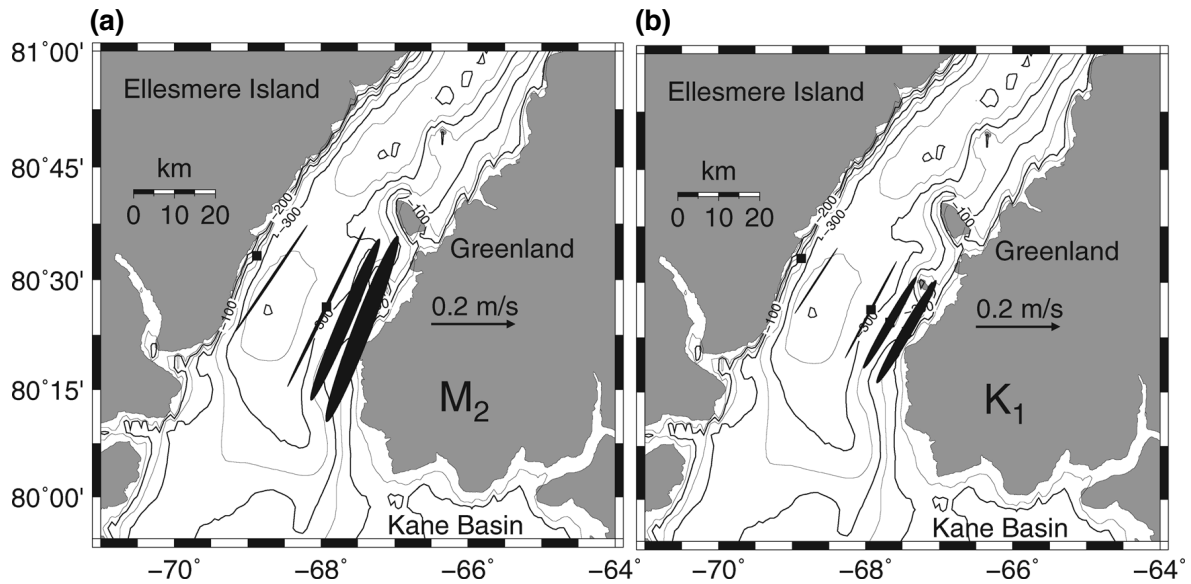 (a)
(b)
81°00'
80°45'
80°30'
80°15'
80°00'
Ellesmere Island
km
0 10 20
200
300
100
100
Greenland
0.2 m/s
M2
Kane Basin
−70° −68° −66° −64°
Ellesmere Island
km
0 10 20
200
300
100
100
Greenland
0.2 m/s
K1
Kane Basin
−70° −68° −66° −64°